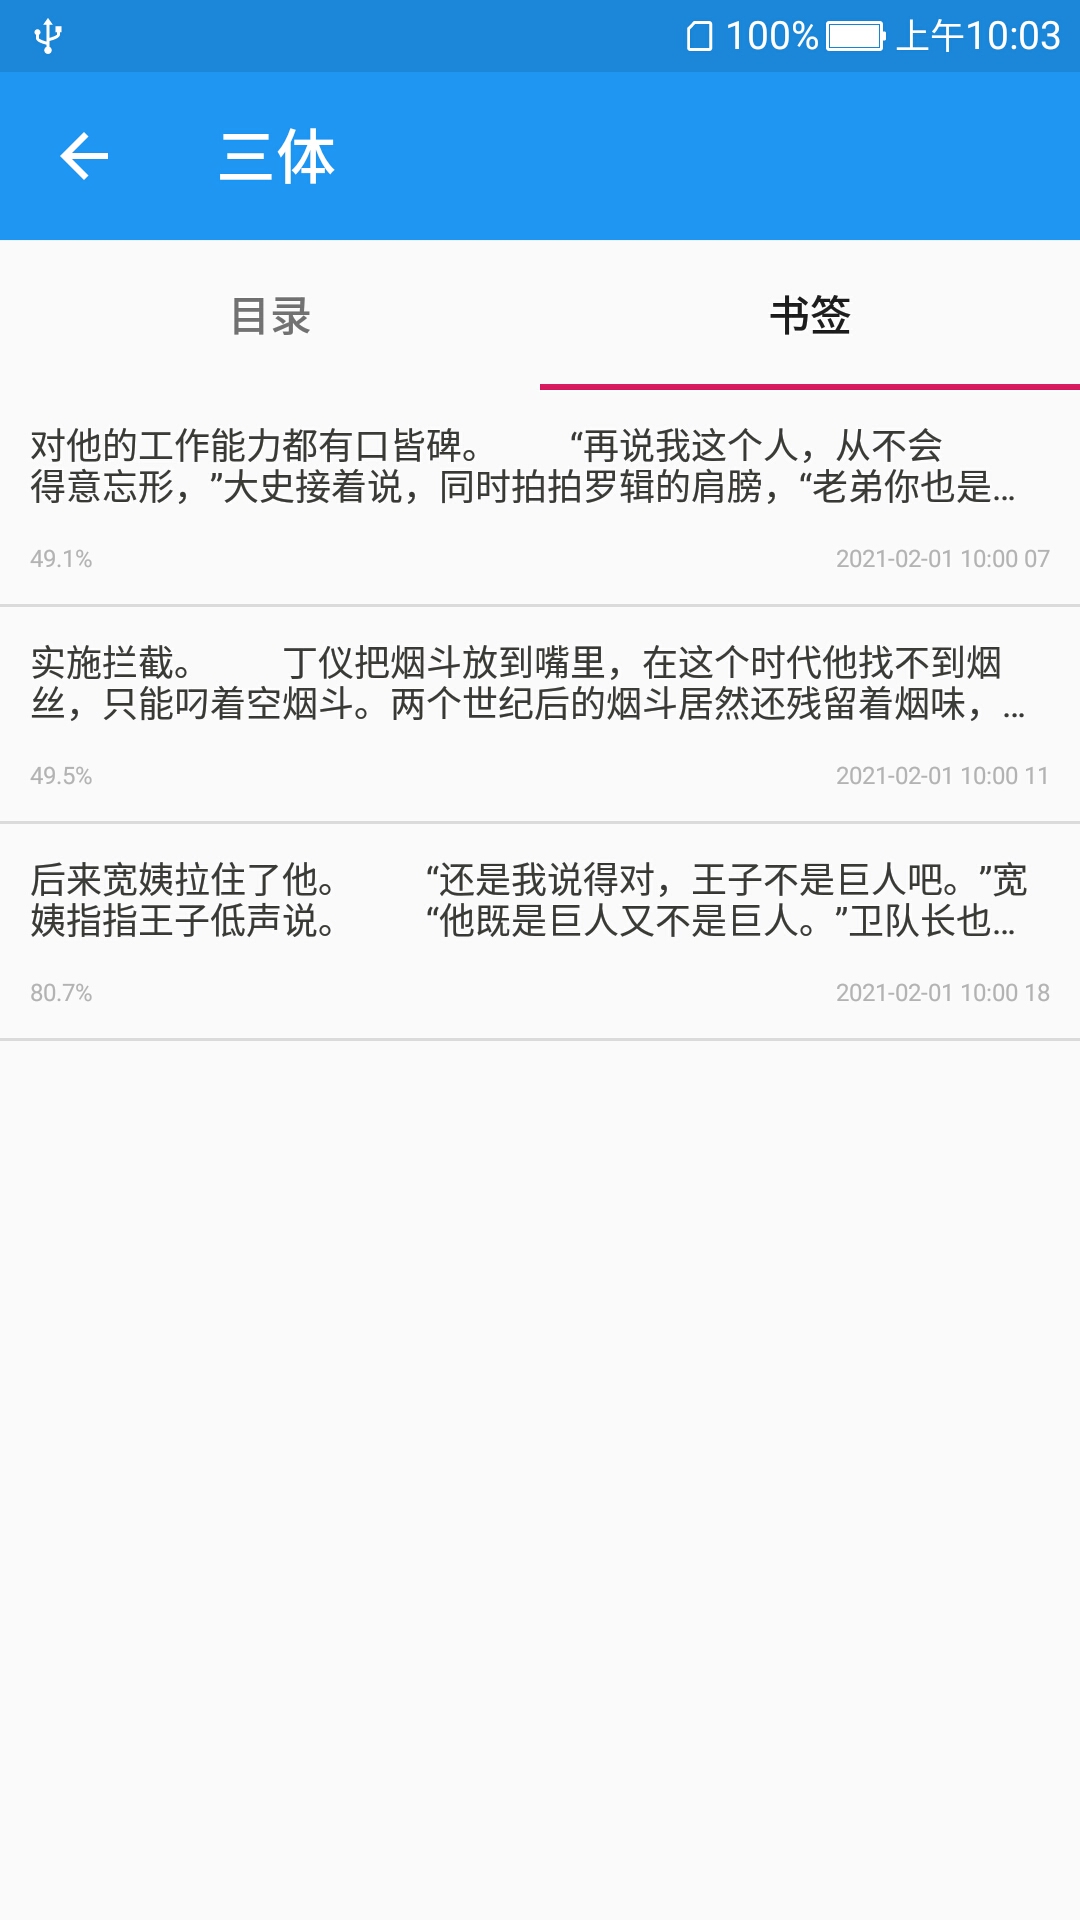 100% 上午10:03
三体
目录 书签
对他的工作能力都有口皆碑。　　“再说我这个人，从不会
得意忘形，”大史接着说，同时拍拍罗辑的肩膀，“老弟你也是…
49.1% 2021-02-01 10:00 07
实施拦截。　　丁仪把烟斗放到嘴里，在这个时代他找不到烟
丝，只能叼着空烟斗。两个世纪后的烟斗居然还残留着烟味，…
49.5% 2021-02-01 10:00 11
后来宽姨拉住了他。　　“还是我说得对，王子不是巨人吧。”宽
姨指指王子低声说。　　“他既是巨人又不是巨人。”卫队长也…
80.7% 2021-02-01 10:00 18